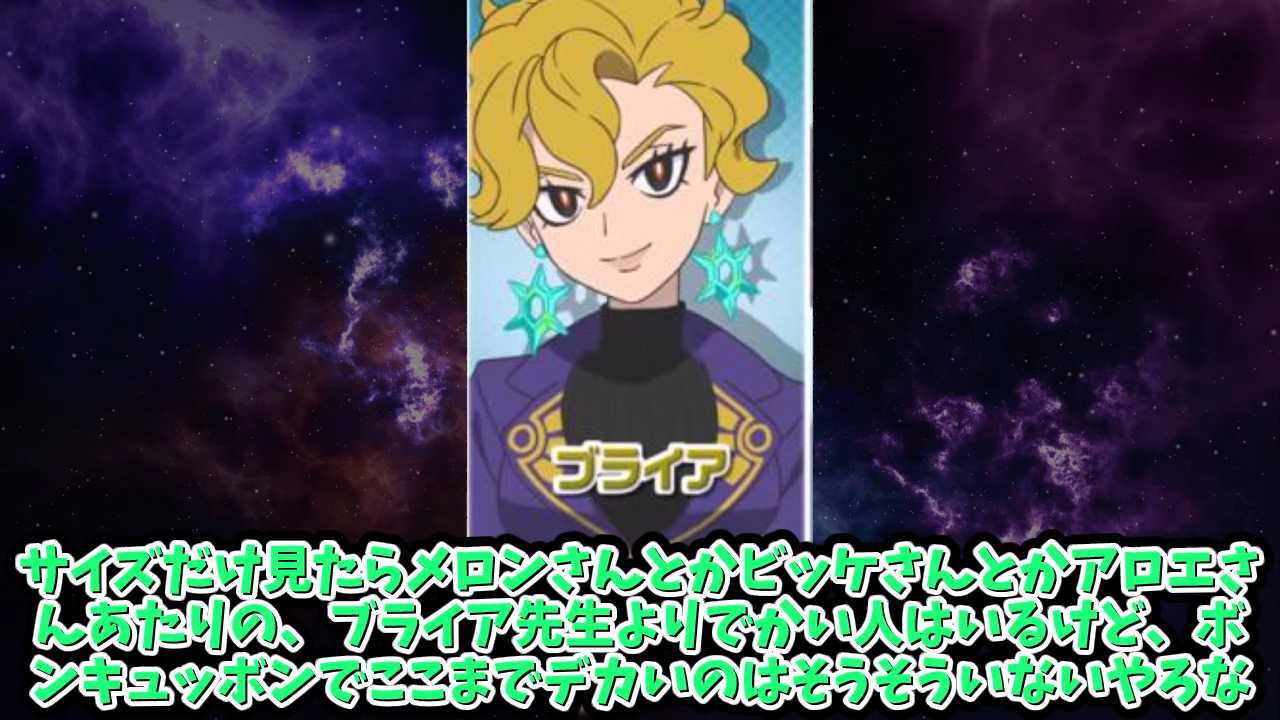 ブライア
サイズだけ見たらメロンさんとかビッケさんとかアロエさ
んあたりの、ブライア先生よりでかい人はいるけど、ボ
ンキュッボンでここまでデカいのはそうそういないやろな